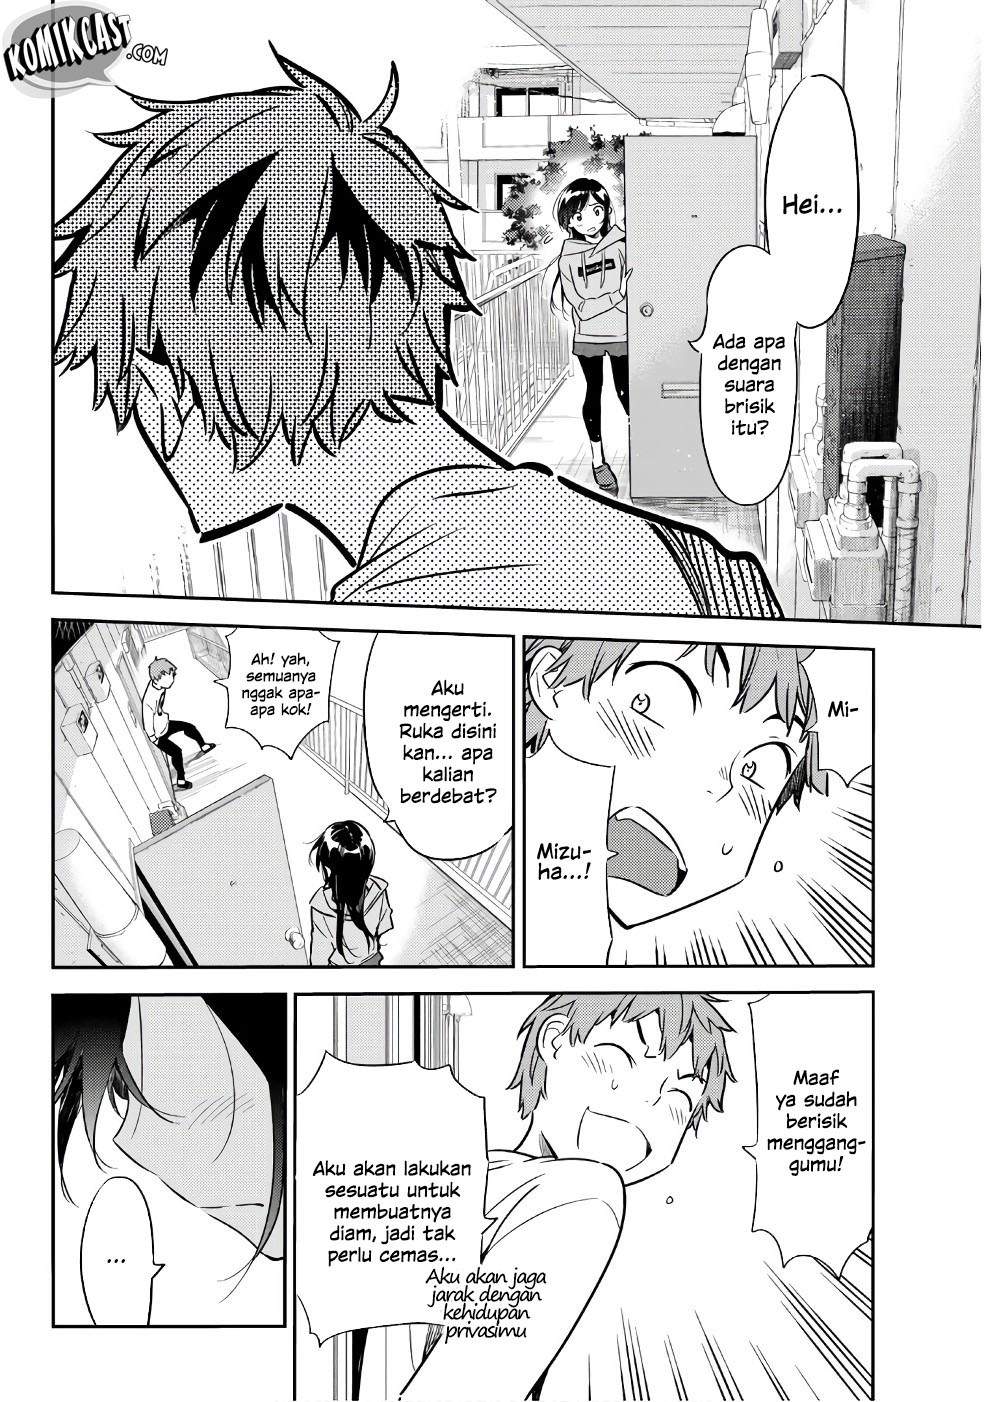 KOMIKCAST
.COM
Hei...
Ada apa
dengan
suara
brisik
itu?
Mi-
Mizu-
ha...!
Aku
mengerti.
Ruka disini
kan... apa
kalian
berdebat?
Ah! yah,
semuanya
nggak apa-
apa kok!
Maaf
ya sudah
berisik
menggang-
gumu!
Aku akan lakukan
sesuatu untuk
membuatnya
diam, jadi tak
perlu cemas...
Aku akan jaga
jarak dengan
kehidupan
privasimu
...